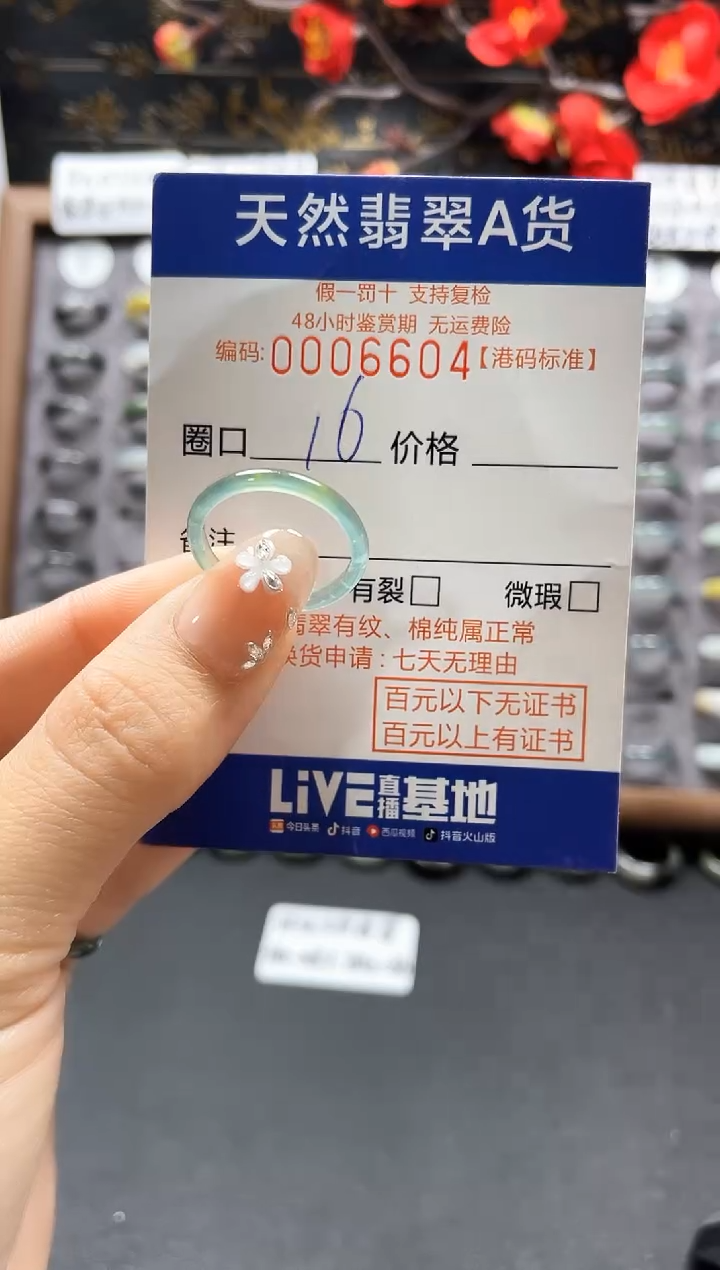 天然翡翠A货
假一罚十 支持复检
48小时鉴赏期 无运费险
编码:0006604【港码标准】
圈口 16 价格
备注
有裂□ 微瑕□
翡翠有纹、棉纯属正常
换货申请:七天无理由
百元以下无证书
百元以上有证书
LiVE直播基地
今日头条 抖音 西瓜视频 抖音火山版